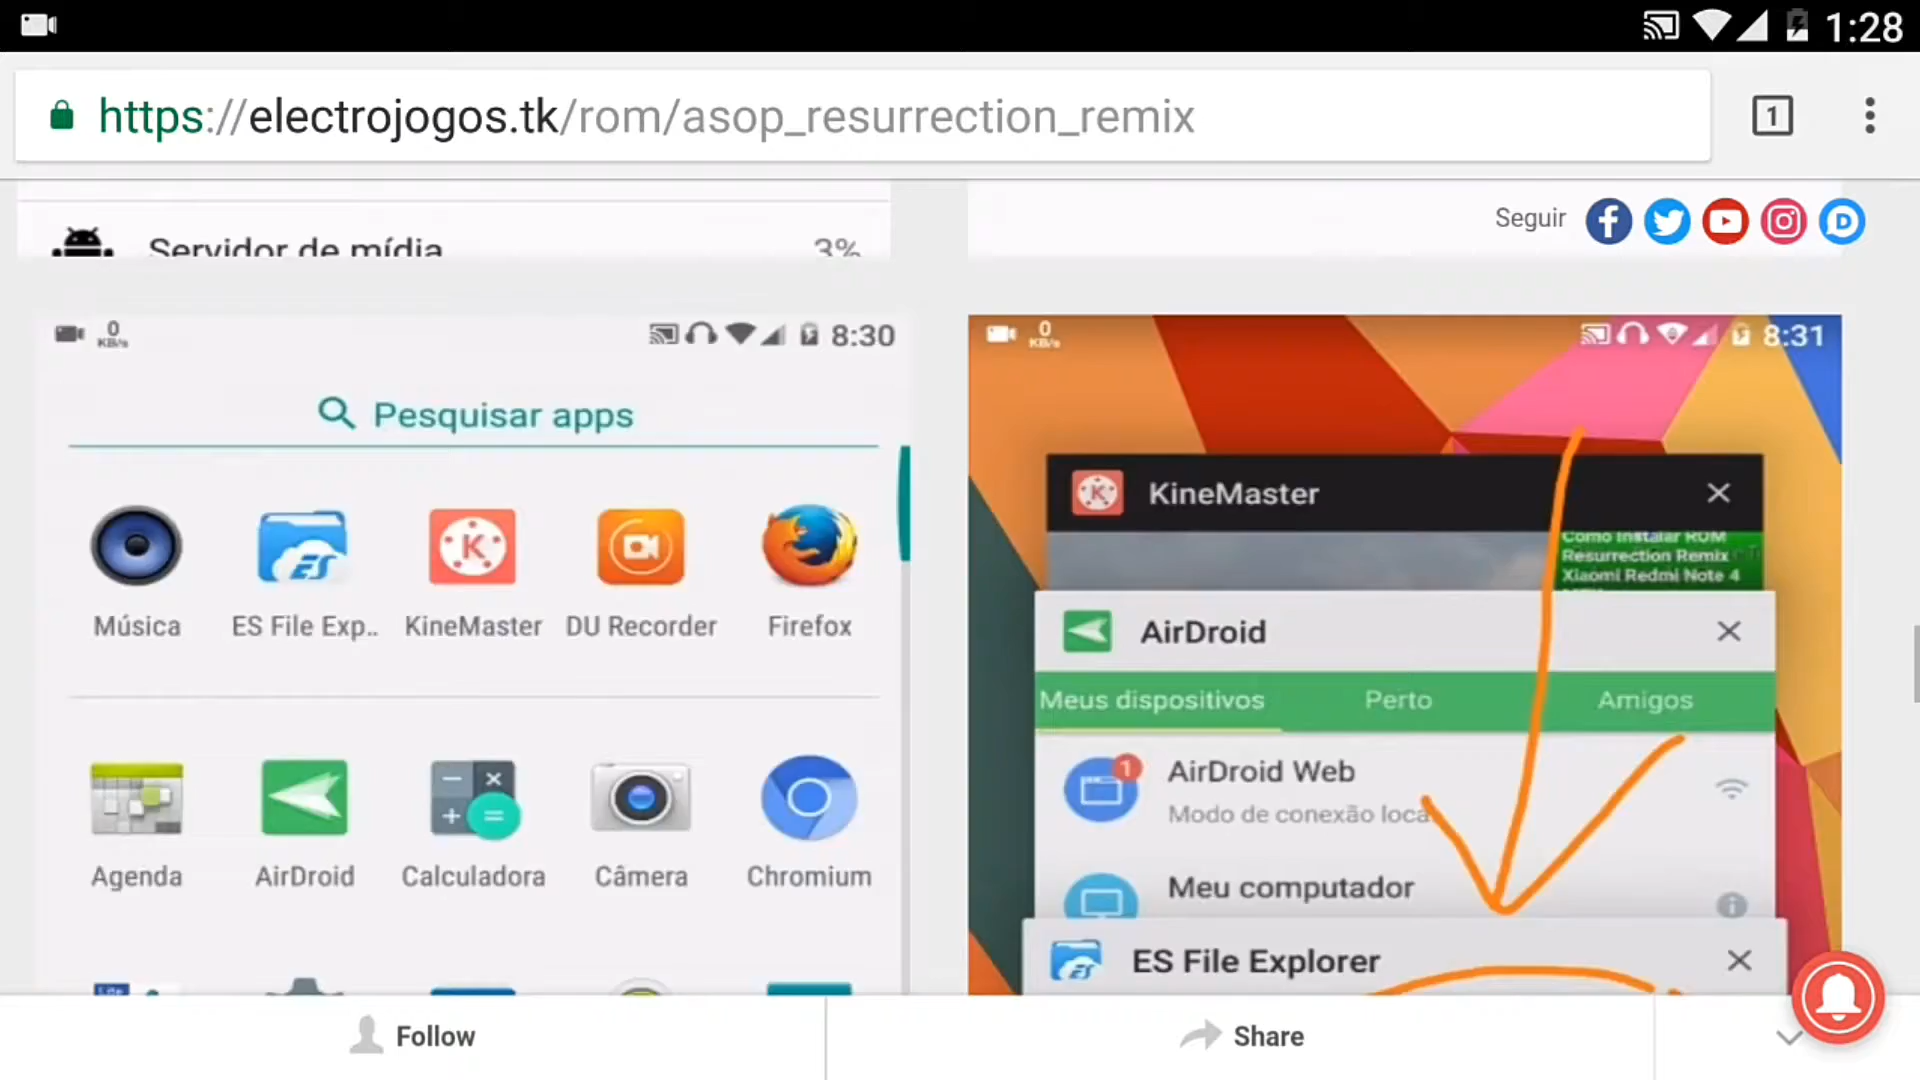 1:28
https://electrojogos.tk/rom/asop_resurrection_remix
1
Seguir
Servidor de mídia 3%
0
KB/s
8:30
Pesquisar apps
Música ES File Exp.. KineMaster DU Recorder Firefox
Agenda AirDroid Calculadora Câmera Chromium
0
KB/s
8:31
KineMaster
Como Instalar ROM
Resurrection Remix
Xiaomi Redmi Note 4
AirDroid
Meus dispositivos Perto Amigos
1
AirDroid Web
Modo de conexão loca
Meu computador
ES File Explorer
Follow Share